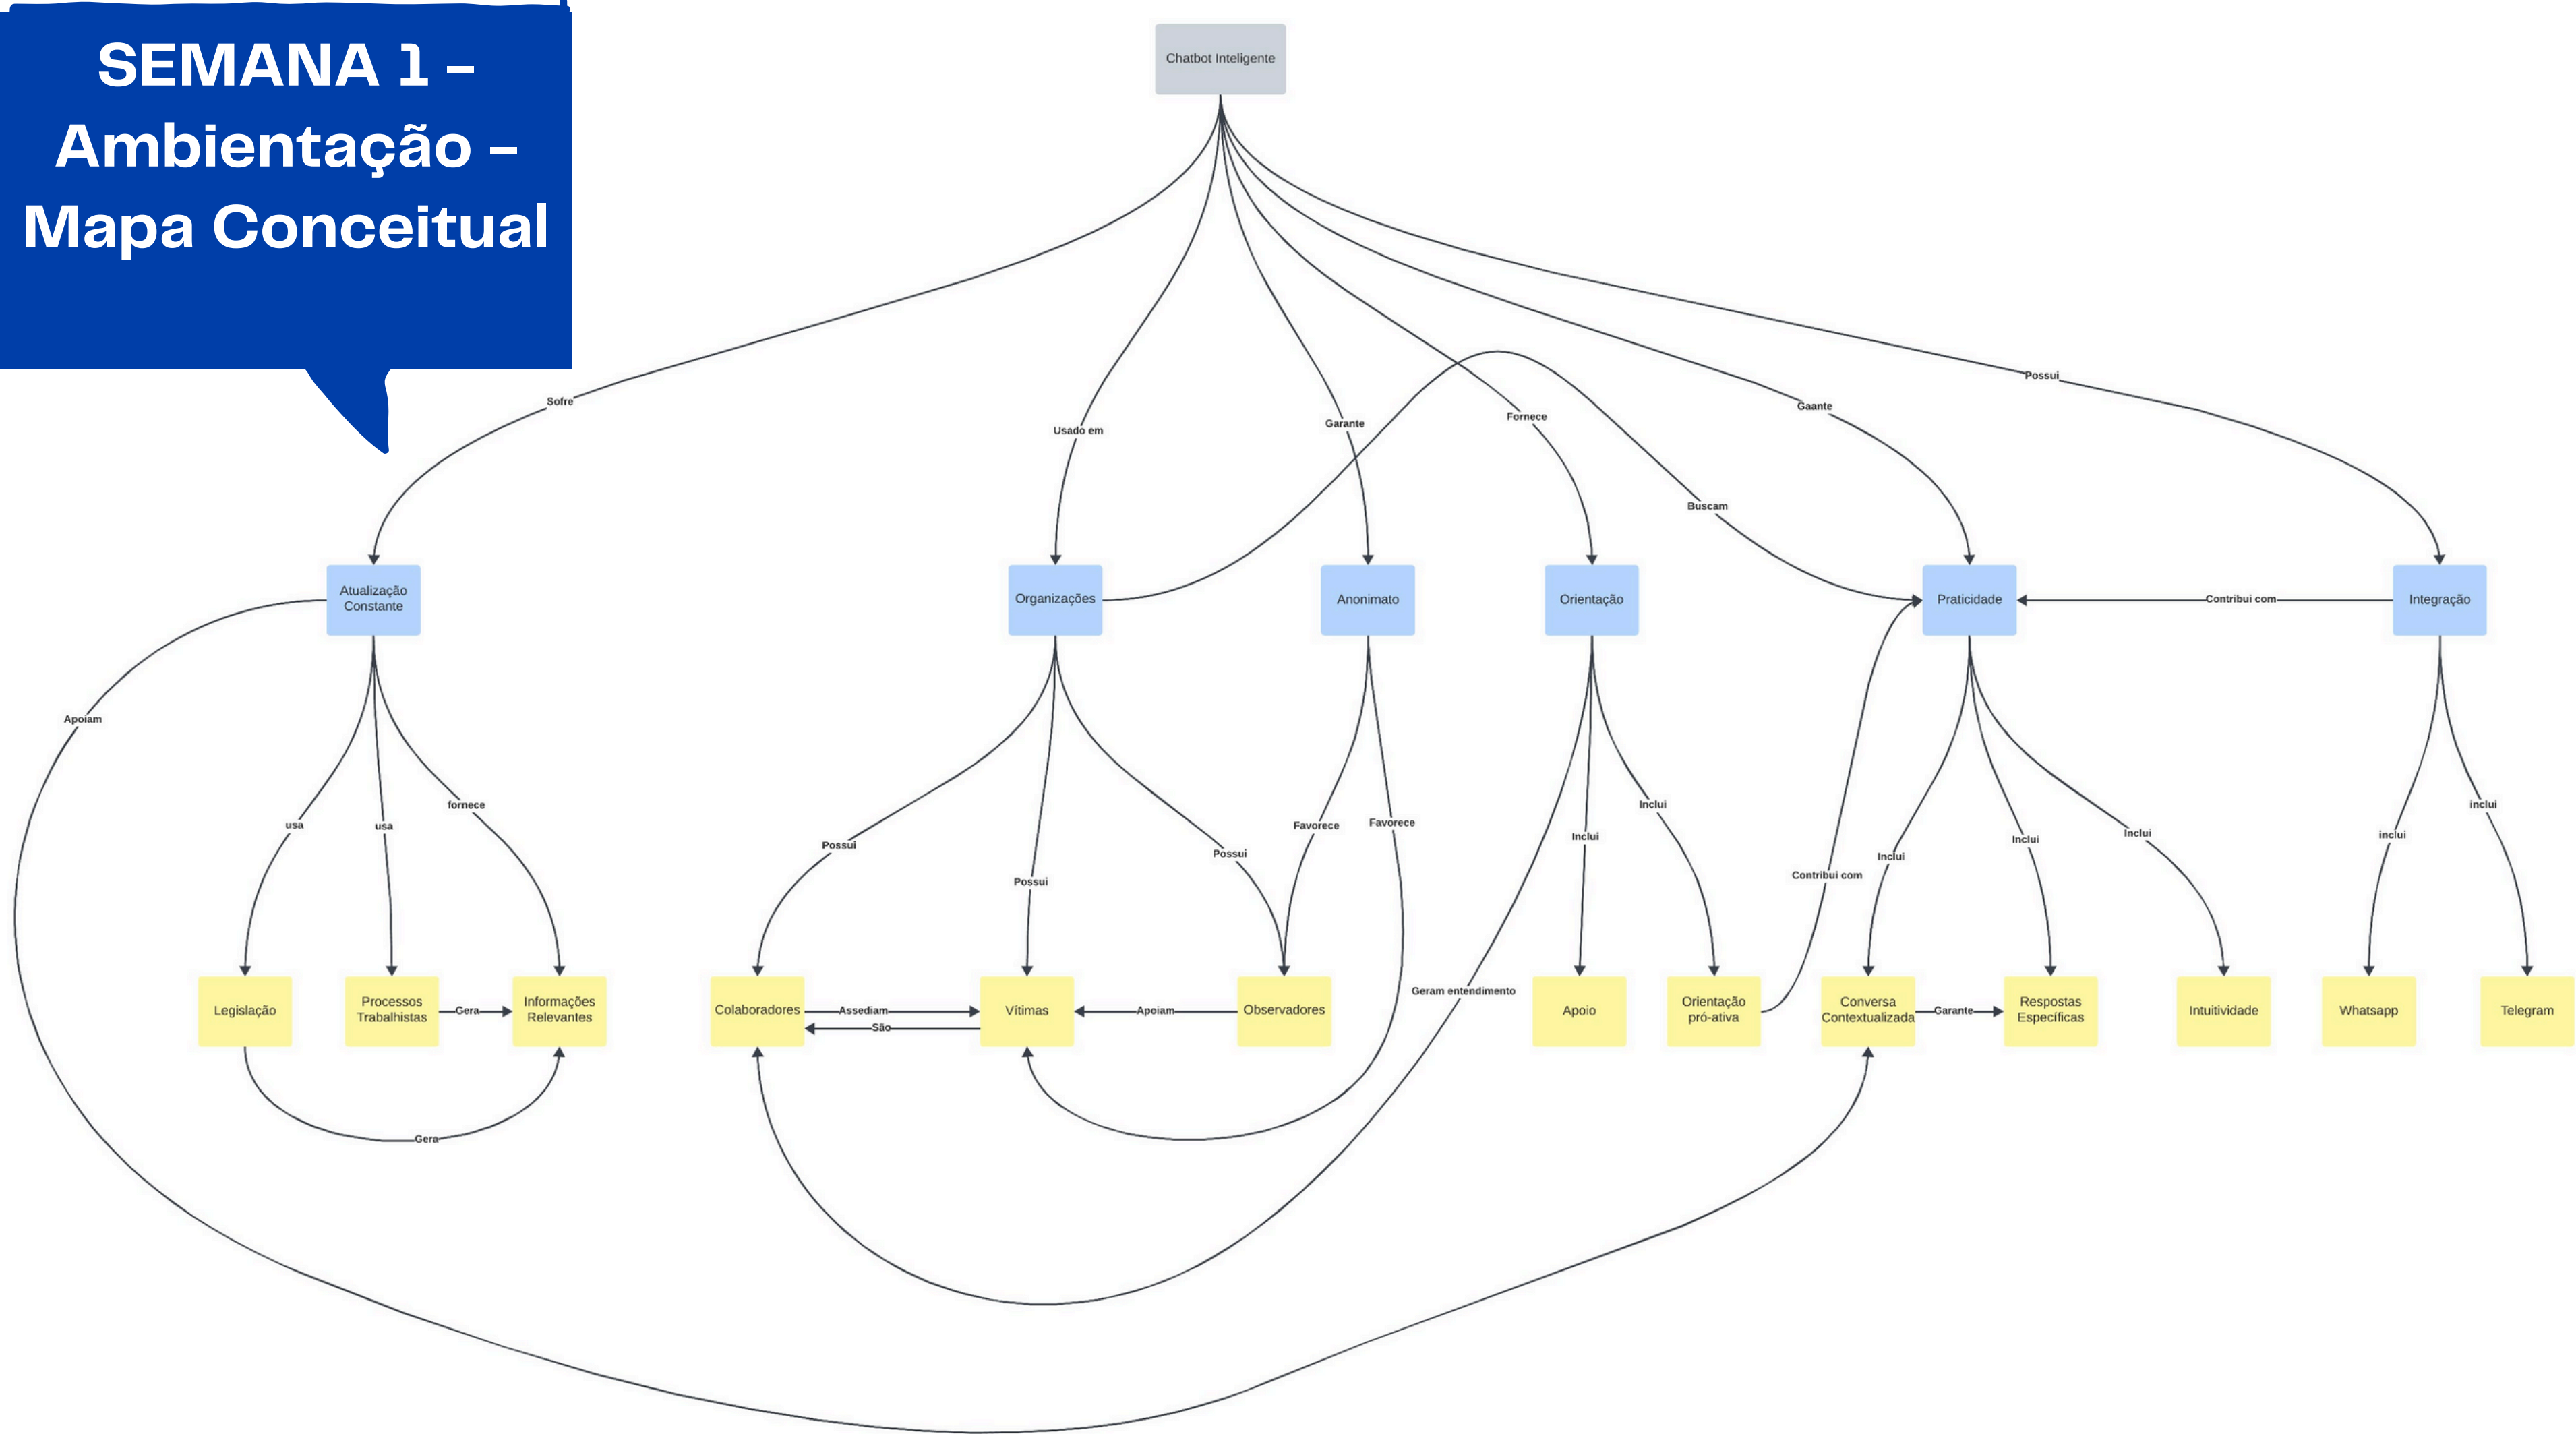 SEMANA 1 –
Ambientação –
Mapa Conceitual
Chatbot Inteligente
Sofre
Usado em
Garante
Fornece
Gaante
Possui
Buscam
Atualização
Constante
Organizações
Anonimato
Orientação
Praticidade
Contribui com
Integração
Apoiam
usa
usa
fornece
Possui
Possui
Possui
Favorece
Favorece
Geram entendimento
Inclui
Inclui
Contribui com
Inclui
Inclui
Inclui
inclui
inclui
Legislação
Processos
Trabalhistas
Gera
Informações
Relevantes
Colaboradores
Assediam
São
Vítimas
Apoiam
Observadores
Apoio
Orientação
pró-ativa
Conversa
Contextualizada
Garante
Respostas
Específicas
Intuitividade
Whatsapp
Telegram
Gera